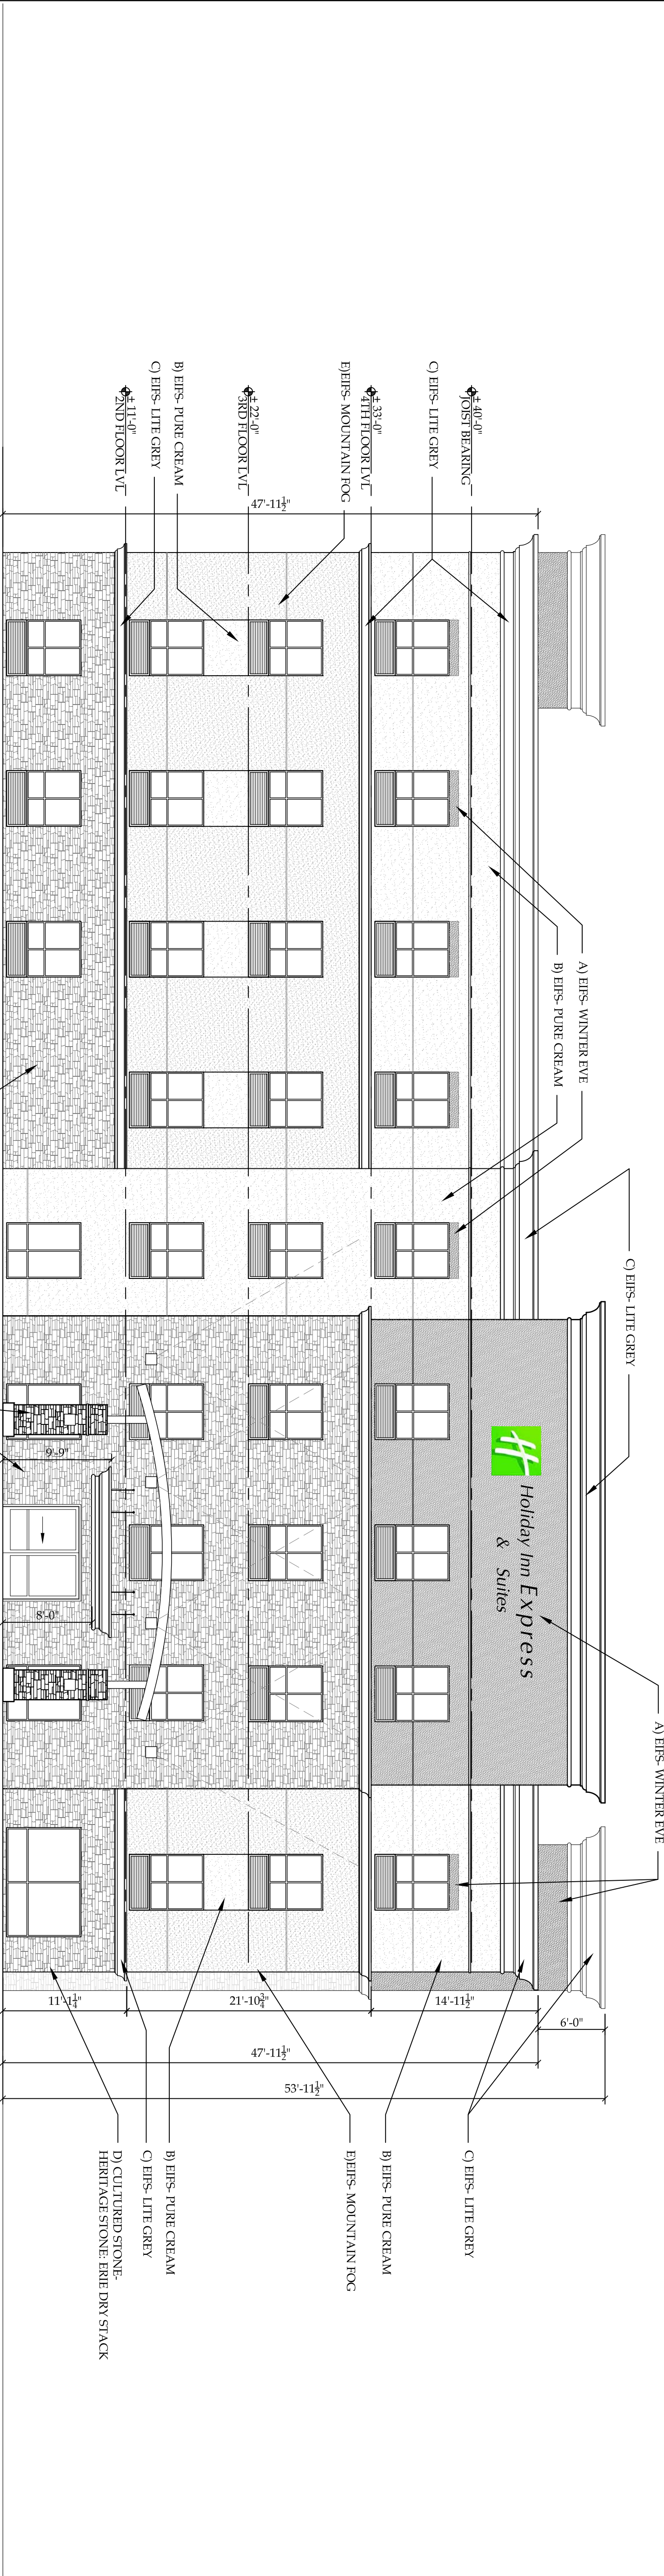 A) EIFS- WINTER EVE
C) EIFS- LITE GREY
A) EIFS- WINTER EVE
B) EIFS- PURE CREAM
Holiday Inn Express
& Suites
± 40'-0"
JOIST BEARING
C) EIFS- LITE GREY
± 33'-0"
4TH FLOOR LVL
E)EIFS- MOUNTAIN FOG
± 22'-0"
3RD FLOOR LVL
B) EIFS- PURE CREAM
C) EIFS- LITE GREY
± 11'-0"
2ND FLOOR LVL
47'-11½"
9'-9"
8'-0"
6'-0"
14'-11½"
21'-10¾"
11'-1¼"
47'-11½"
53'-11½"
C) EIFS- LITE GREY
B) EIFS- PURE CREAM
E)EIFS- MOUNTAIN FOG
B) EIFS- PURE CREAM
C) EIFS- LITE GREY
D) CULTURED STONE-
HERITAGE STONE: ERIE DRY STACK